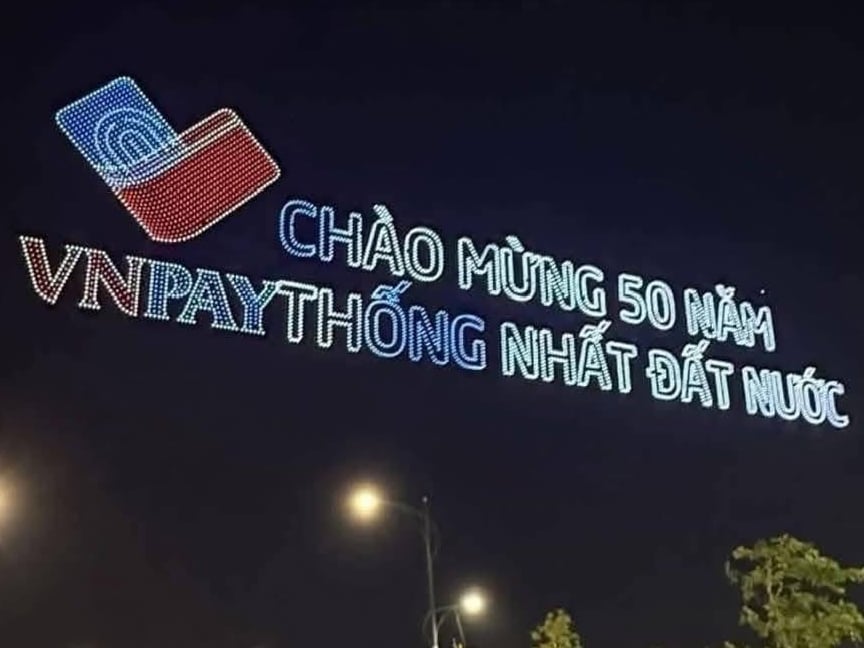 CHÀO MỪNG 50 NĂM
VNPAY THỐNG NHẤT ĐẤT NƯỚC